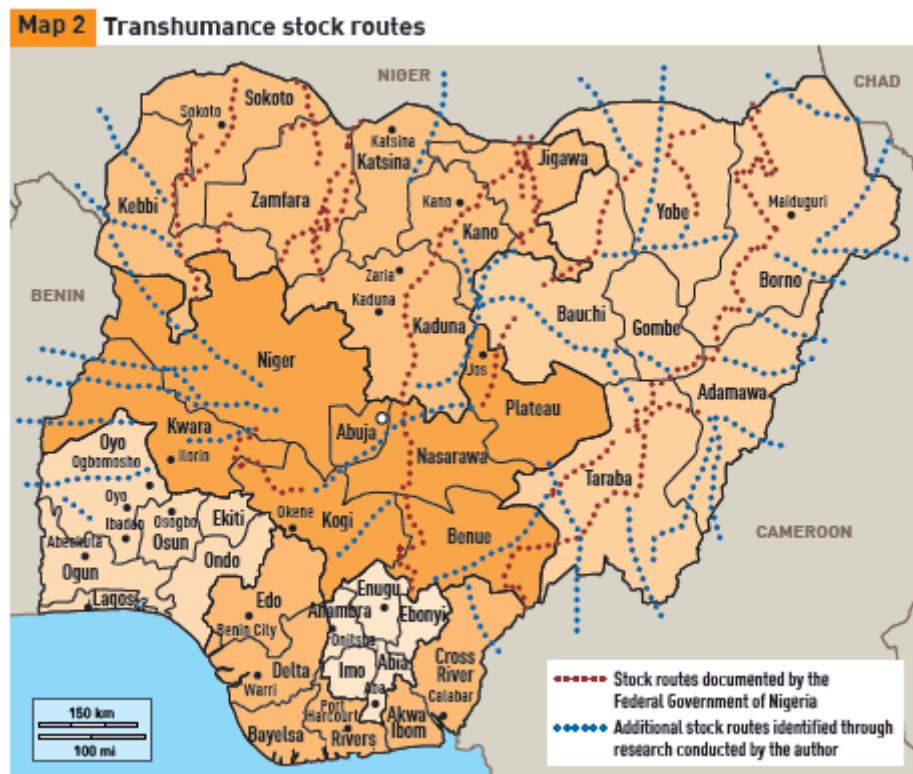 Map 2 Transhumance stock routes
NIGER
CHAD
Sokoto
Sokoto
Katsina
Katsina
Jigawa
Kebbi
Zamfara
Kano
Kano
Yobe
Maiduguri
Borno
Zaria
Kaduna
Kaduna
BENIN
Bauchi
Gombe
Niger
Jos
Plateau
Adamawa
Kwara
Ilorin
Abuja
Nasarawa
Taraba
Oyo
Ogbomosho
Oyo
Ibadan
Osogbo
Osun
Ekiti
Okene
Kogi
Benue
CAMEROON
Abeokuta
Ogun
Ondo
Lagos
Edo
Benin City
Enugu
Anambra
Ebonyi
Onitsha
Imo
Abia
Aba
Cross
River
Calabar
Delta
Warri
Port
Harcourt
Rivers
Akwa
Ibom
Bayelsa
150 km
100 mi
Stock routes documented by the
Federal Government of Nigeria
Additional stock routes identified through
research conducted by the author